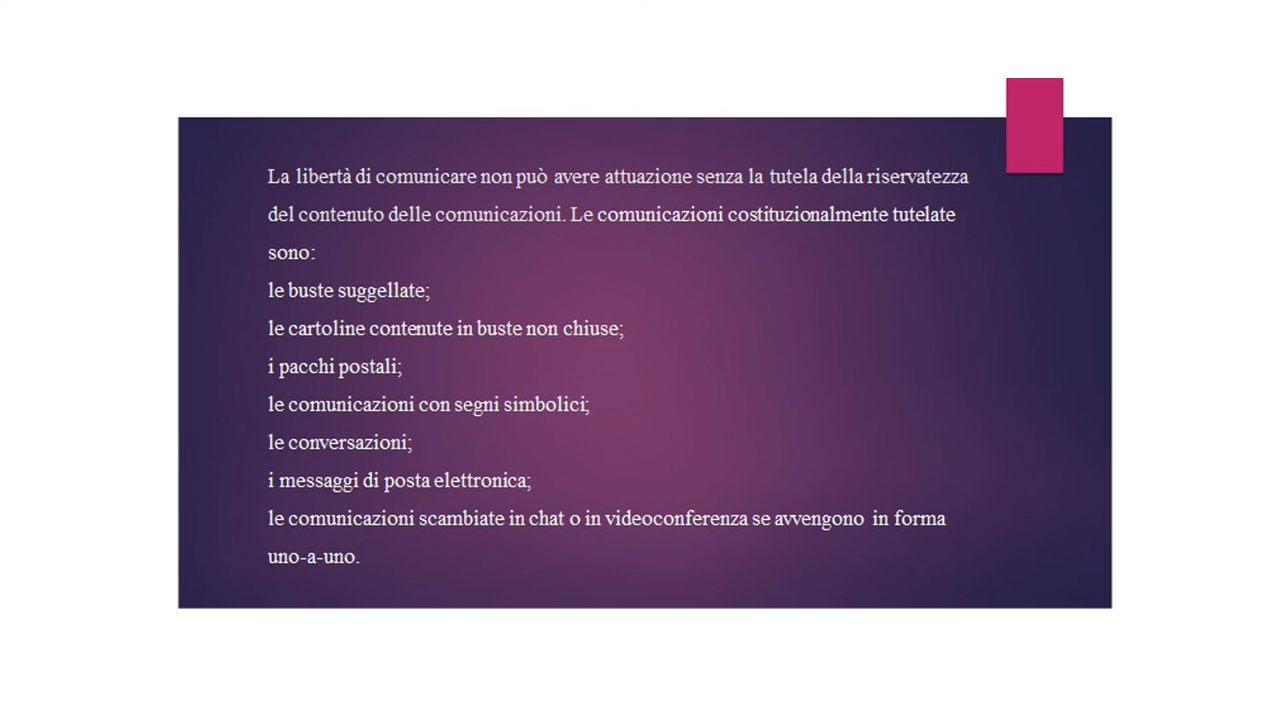 La libertà di comunicare non può avere attuazione senza la tutela della riservatezza
del contenuto delle comunicazioni. Le comunicazioni costituzionalmente tutelate
sono:
le buste suggellate;
le cartoline contenute in buste non chiuse;
i pacchi postali;
le comunicazioni con segni simbolici;
le conversazioni;
i messaggi di posta elettronica;
le comunicazioni scambiate in chat o in videoconferenza se avvengono in forma
uno-a-uno.